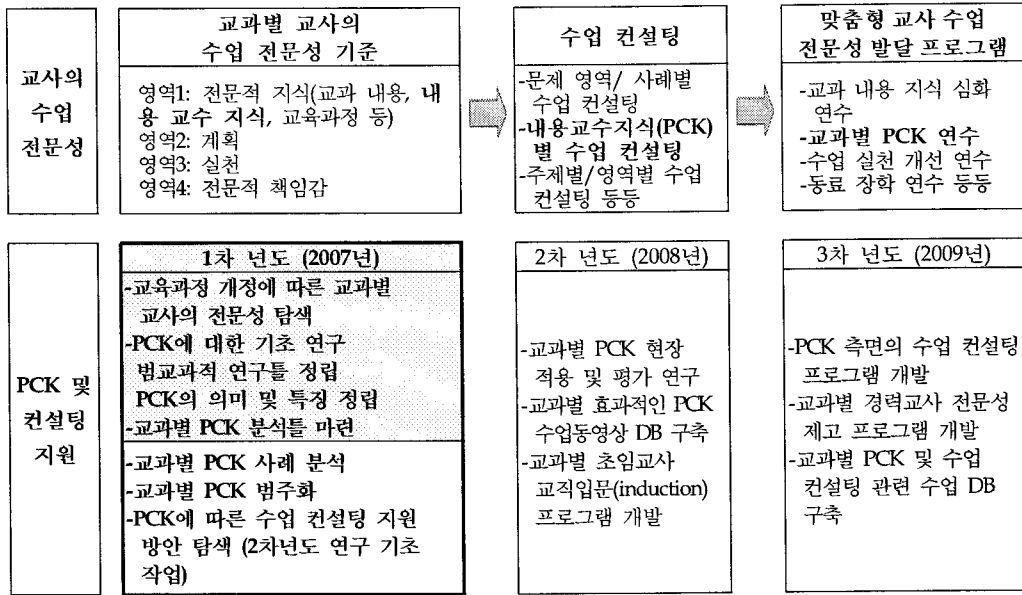 교사의
수업
전문성
교과별 교사의
수업 전문성 기준
영역1: 전문적 지식(교과 내용, 내
용 교수 지식, 교육과정 등)
영역2: 계획
영역3: 실천
영역4: 전문적 책임감
수업 컨설팅
-문제 영역/ 사례별
수업 컨설팅
-내용교수지식(PCK)
별 수업 컨설팅
-주제별/영역별 수업
컨설팅 등등
맞춤형 교사 수업
전문성 발달 프로그램
-교과 내용 지식 심화
연수
-교과별 PCK 연수
-수업 실천 개선 연수
-동료 장학 연수 등등
PCK 및
컨설팅
지원
1차 년도 (2007년)
-교육과정 개정에 따른 교과별
교사의 전문성 탐색
-PCK에 대한 기초 연구
범교과적 연구틀 정립
PCK의 의미 및 특징 정립
-교과별 PCK 분석틀 마련
-교과별 PCK 사례 분석
-교과별 PCK 범주화
-PCK에 따른 수업 컨설팅 지원
방안 탐색 (2차년도 연구 기초
작업)
2차 년도 (2008년)
-교과별 PCK 현장
적용 및 평가 연구
-교과별 효과적인 PCK
수업동영상 DB 구축
-교과별 초임교사
교직입문(induction)
프로그램 개발
3차 년도 (2009년)
-PCK 측면의 수업 컨설팅
프로그램 개발
-교과별 경력교사 전문성
제고 프로그램 개발
-교과별 PCK 및 수업
컨설팅 관련 수업 DB
구축